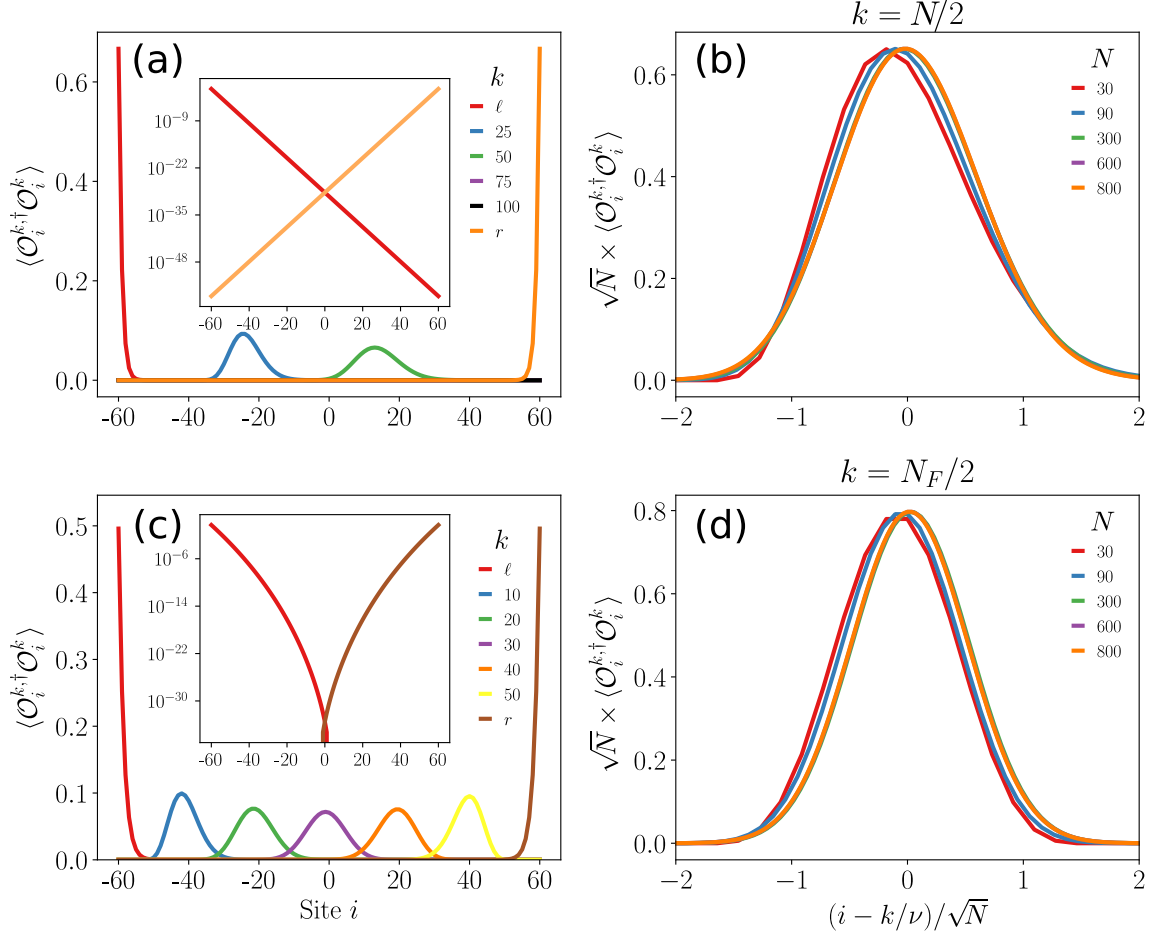 (a)
⟨𝒪_i^{k,†}𝒪_i^k⟩
0.6
0.4
0.2
0.0
-60 -40 -20 0 20 40 60
10^{-9}
10^{-22}
10^{-35}
10^{-48}
-60 -40 -20 0 20 40 60
k
ℓ
25
50
75
100
r
k = N/2
(b)
√N × ⟨𝒪_i^{k,†}𝒪_i^k⟩
0.6
0.4
0.2
0.0
−2 −1 0 1 2
N
30
90
300
600
800
(c)
⟨𝒪_i^{k,†}𝒪_i^k⟩
0.5
0.4
0.3
0.2
0.1
0.0
-60 -40 -20 0 20 40 60
Site i
10^{-6}
10^{-14}
10^{-22}
10^{-30}
-60 -40 -20 0 20 40 60
k
ℓ
10
20
30
40
50
r
k = N_F/2
(d)
√N × ⟨𝒪_i^{k,†}𝒪_i^k⟩
0.8
0.6
0.4
0.2
0.0
−2 −1 0 1 2
(i − k/ν)/√N
N
30
90
300
600
800